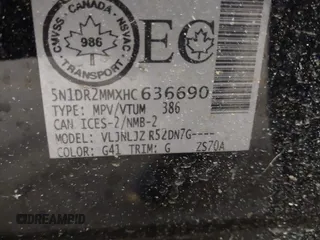 CMVSS · CANADA · NSVAC
986
TRANSPORT
EC
5N1DR2MMXHC636690
TYPE: MPV/VTUM 386
CAN ICES-2/NMB-2
MODEL: VLJNLJZ R52DN7G----
COLOR: G41 TRIM: G 2S70A
© DREAMPID